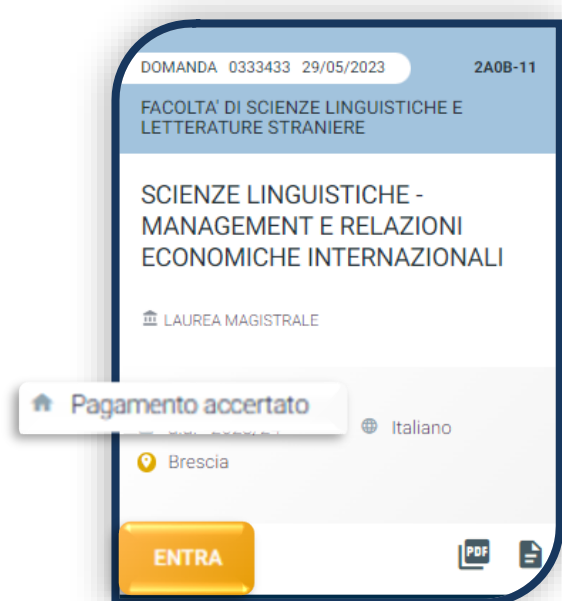 DOMANDA 0333433 29/05/2023 2A0B-11
FACOLTA' DI SCIENZE LINGUISTICHE E
LETTERATURE STRANIERE
SCIENZE LINGUISTICHE -
MANAGEMENT E RELAZIONI
ECONOMICHE INTERNAZIONALI
LAUREA MAGISTRALE
Pagamento accertato
Italiano
Brescia
ENTRA
PDF